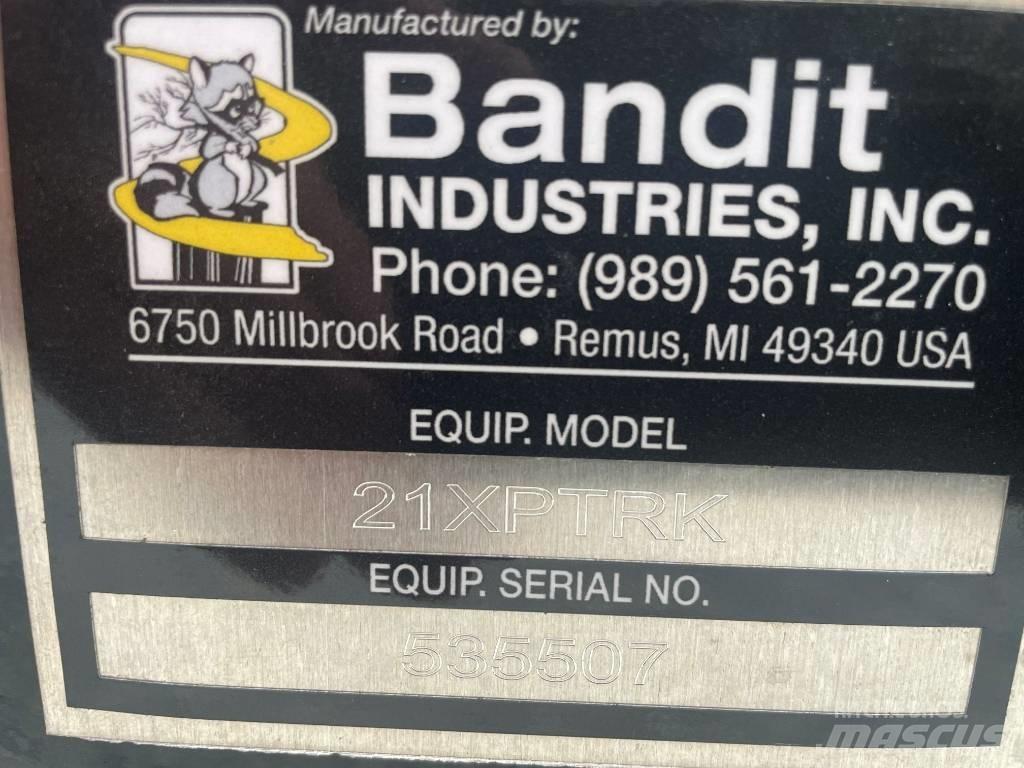 Manufactured by:
Bandit
INDUSTRIES, INC.
Phone: (989) 561-2270
6750 Millbrook Road • Remus, MI 49340 USA
EQUIP. MODEL
21XPTRK
EQUIP. SERIAL NO.
535507
MASCUS